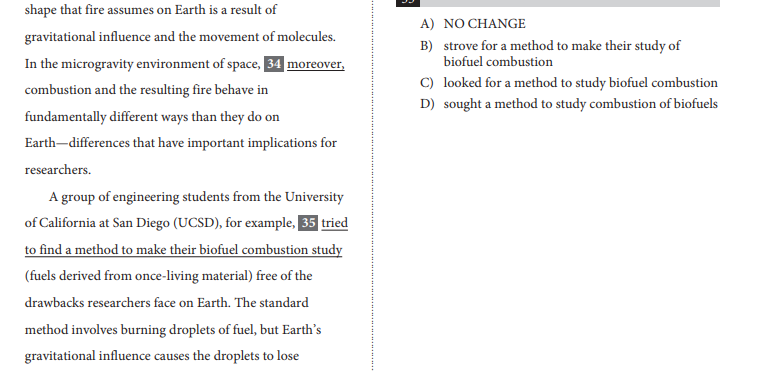 shape that fire assumes on Earth is a result of
gravitational influence and the movement of molecules.
In the microgravity environment of space, 34 moreover,
combustion and the resulting fire behave in
fundamentally different ways than they do on
Earth—differences that have important implications for
researchers.
A group of engineering students from the University
of California at San Diego (UCSD), for example, 35 tried
to find a method to make their biofuel combustion study
(fuels derived from once-living material) free of the
drawbacks researchers face on Earth. The standard
method involves burning droplets of fuel, but Earth’s
gravitational influence causes the droplets to lose
35
A) NO CHANGE
B) strove for a method to make their study of
biofuel combustion
C) looked for a method to study biofuel combustion
D) sought a method to study combustion of biofuels